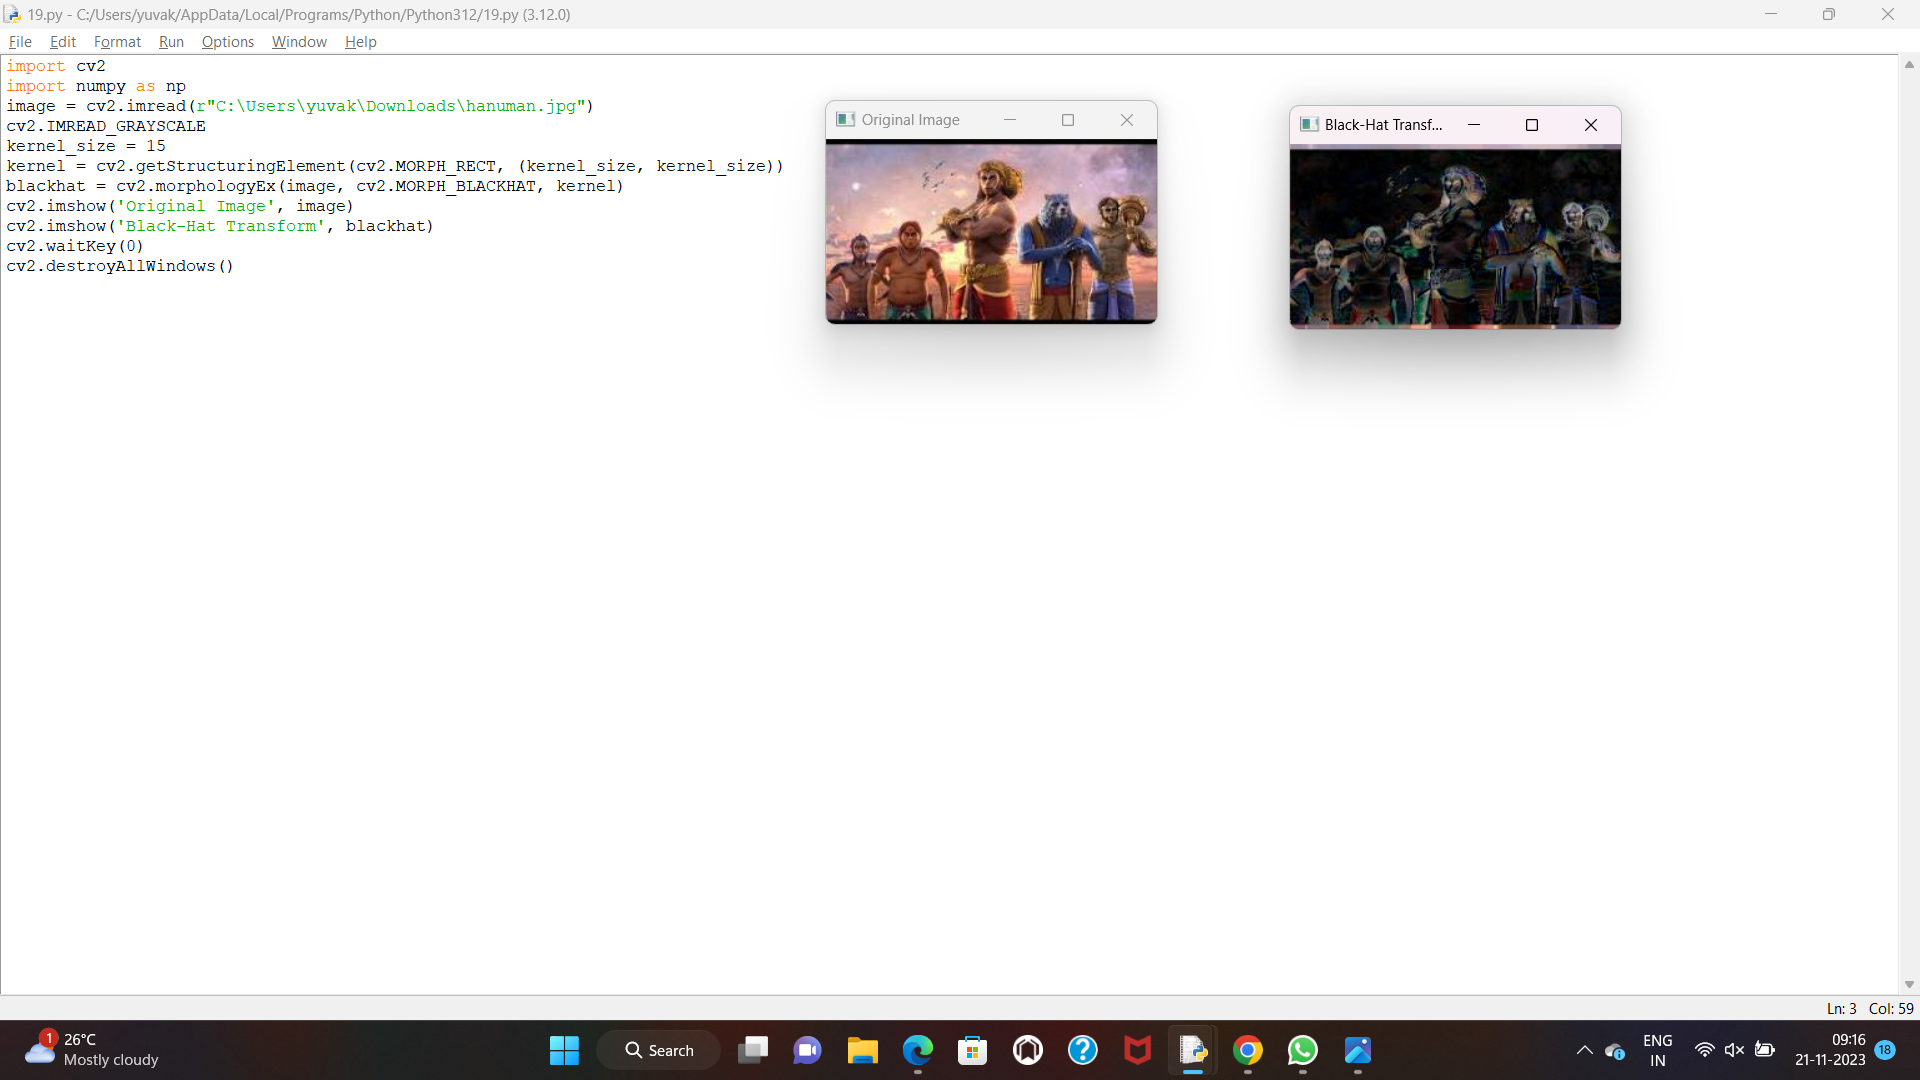 19.py - C:/Users/yuvak/AppData/Local/Programs/Python/Python312/19.py (3.12.0)
File Edit Format Run Options Window Help
import cv2
import numpy as np
image = cv2.imread(r"C:\Users\yuvak\Downloads\hanuman.jpg")
cv2.IMREAD_GRAYSCALE
kernel_size = 15
kernel = cv2.getStructuringElement(cv2.MORPH_RECT, (kernel_size, kernel_size))
blackhat = cv2.morphologyEx(image, cv2.MORPH_BLACKHAT, kernel)
cv2.imshow('Original Image', image)
cv2.imshow('Black-Hat Transform', blackhat)
cv2.waitKey(0)
cv2.destroyAllWindows()
Original Image
Black-Hat Transf...
Ln: 3 Col: 59
1
26°C
Mostly cloudy
Search
ENG
IN
09:16
21-11-2023
18